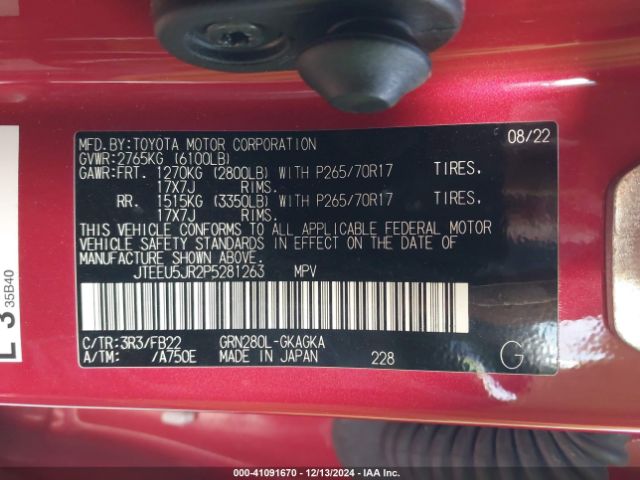 MFD.BY:TOYOTA MOTOR CORPORATION 08/22
GVWR:2765KG (6100LB)
GAWR:FRT. 1270KG (2800LB) WITH P265/70R17 TIRES,
17X7J RIMS.
RR. 1515KG (3350LB) WITH P265/70R17 TIRES,
17X7J RIMS.
THIS VEHICLE CONFORMS TO ALL APPLICABLE FEDERAL MOTOR
VEHICLE SAFETY STANDARDS IN EFFECT ON THE DATE OF
MANUFACTURE SHOWN ABOVE.
JTEEU5JR2P5281263 MPV
C/TR:3R3/FB22 GRN280L-GKAGKA
A/TM: /A750E MADE IN JAPAN 228 G
3 35B40
000-41091670 - 12/13/2024 - IAA Inc.